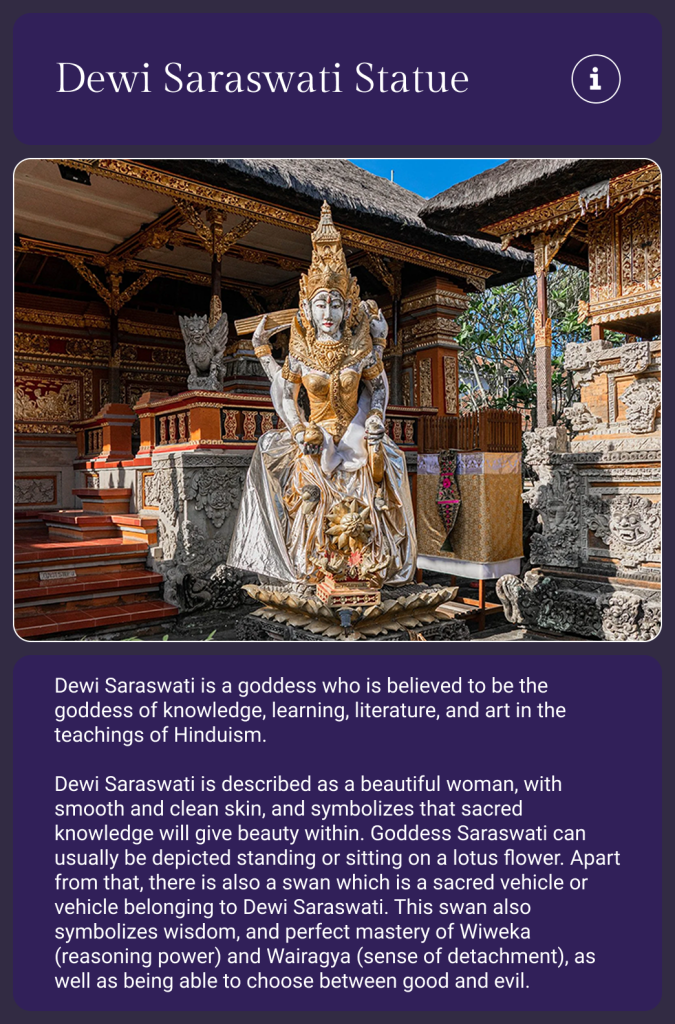 Dewi Saraswati Statue
Dewi Saraswati is a goddess who is believed to be the
goddess of knowledge, learning, literature, and art in the
teachings of Hinduism.
Dewi Saraswati is described as a beautiful woman, with
smooth and clean skin, and symbolizes that sacred
knowledge will give beauty within. Goddess Saraswati can
usually be depicted standing or sitting on a lotus flower. Apart
from that, there is also a swan which is a sacred vehicle or
vehicle belonging to Dewi Saraswati. This swan also
symbolizes wisdom, and perfect mastery of Wiweka
(reasoning power) and Wairagya (sense of detachment), as
well as being able to choose between good and evil.